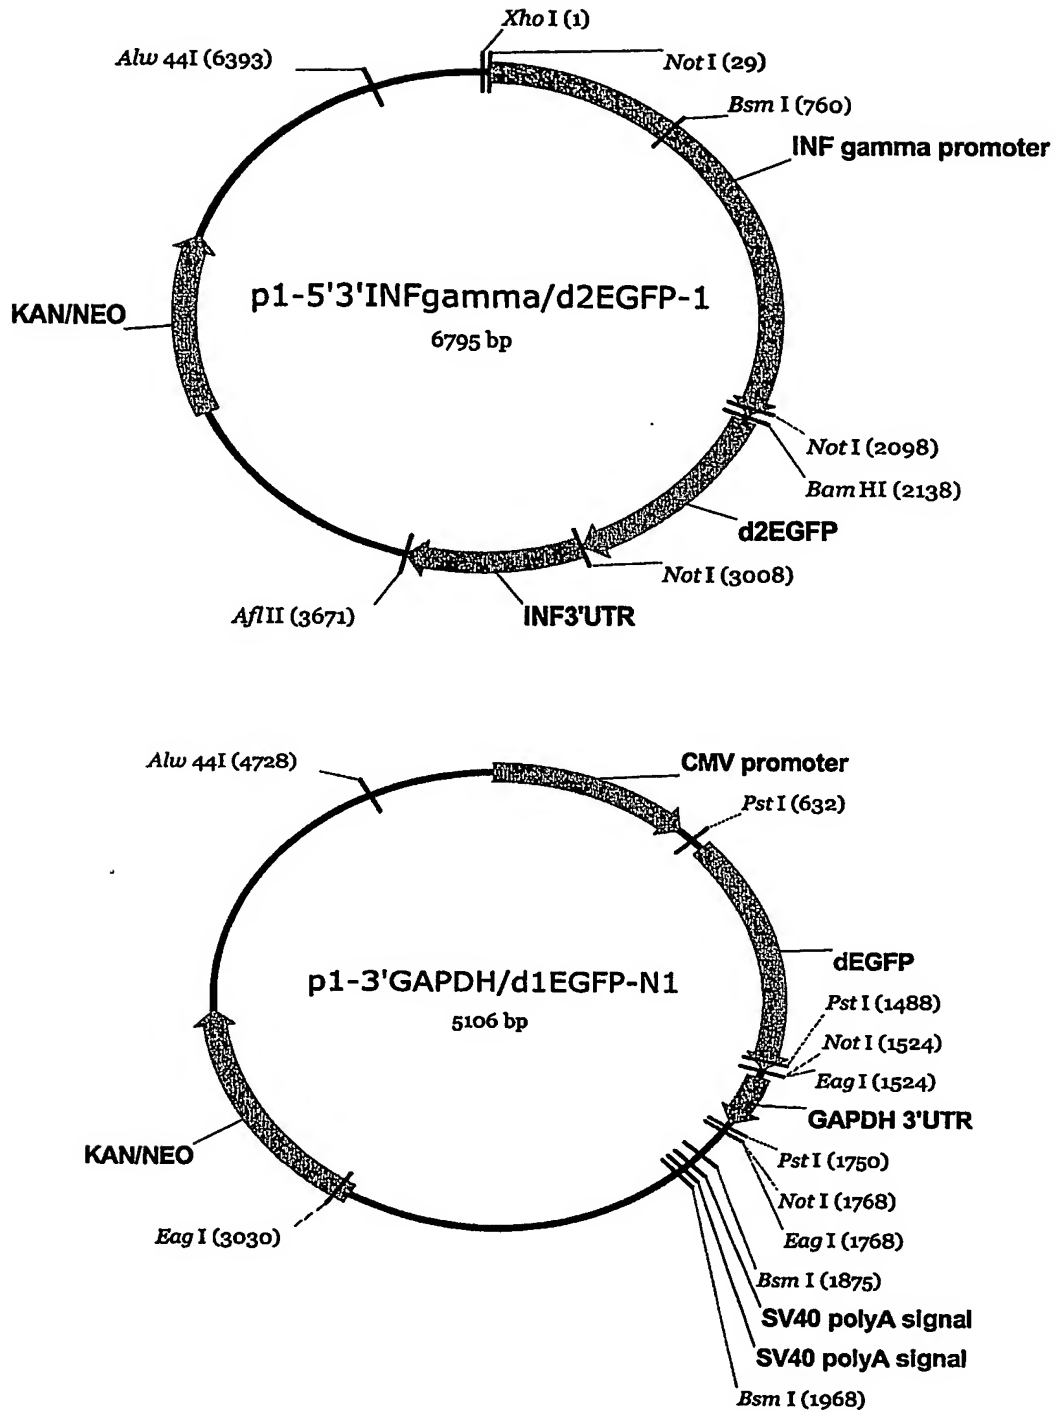 Xho I (1)
Alw 44I (6393)
Not I (29)
Bsm I (760)
INF gamma promoter
p1-5'3'INFgamma/d2EGFP-1
6795 bp
KAN/NEO
Not I (2098)
Bam HI (2138)
d2EGFP
Not I (3008)
Afl II (3671)
INF3'UTR
Alw 44I (4728)
CMV promoter
Pst I (632)
dEGFP
p1-3'GAPDH/d1EGFP-N1
5106 bp
Pst I (1488)
Not I (1524)
Eag I (1524)
GAPDH 3'UTR
KAN/NEO
Pst I (1750)
Not I (1768)
Eag I (3030)
Eag I (1768)
Bsm I (1875)
SV40 polyA signal
SV40 polyA signal
Bsm I (1968)